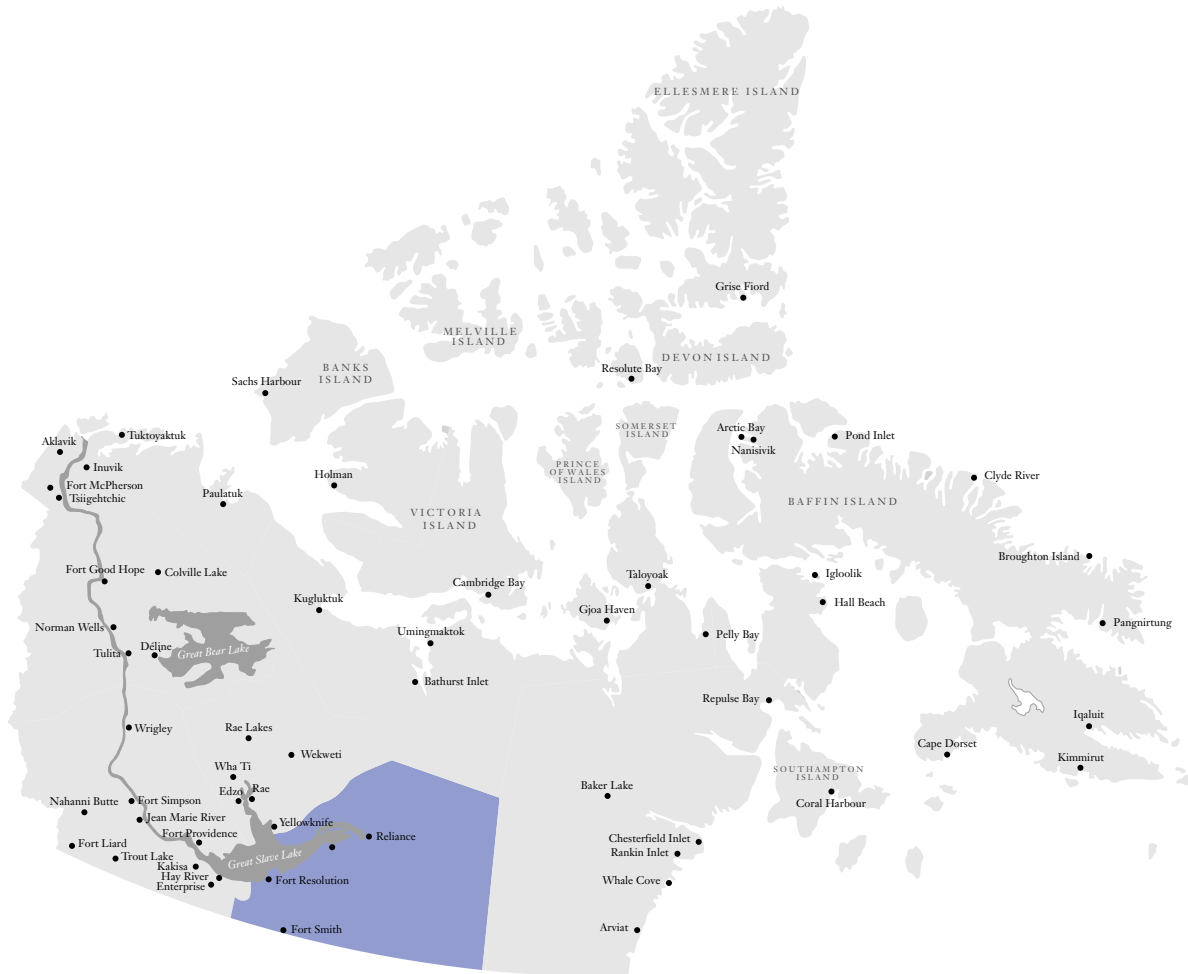 ELLESMERE ISLAND
Grise Fiord
MELVILLE
ISLAND
DEVON ISLAND
Resolute Bay
BANKS
ISLAND
Sachs Harbour
SOMERSET
ISLAND
Arctic Bay
Nanisivik
Pond Inlet
Tuktoyaktuk
Aklavik
Inuvik
Fort McPherson
Tsiigehtchic
Paulatuk
Holman
PRINCE
OF WALES
ISLAND
VICTORIA
ISLAND
BAFFIN ISLAND
Clyde River
Broughton Island
Fort Good Hope
Colville Lake
Cambridge Bay
Taloyoak
Igloolik
Hall Beach
Kugluktuk
Gjoa Haven
Pangnirtung
Norman Wells
Umingmaktok
Pelly Bay
Tulita
Déline
Great Bear Lake
Bathurst Inlet
Repulse Bay
Iqaluit
Wrigley
Rae Lakes
Wekweti
Cape Dorset
Kimmirut
Wha Ti
SOUTHAMPTON
ISLAND
Edzo
Rae
Baker Lake
Coral Harbour
Nahanni Butte
Fort Simpson
Jean Marie River
Yellowknife
Fort Providence
Reliance
Fort Liard
Trout Lake
Great Slave Lake
Chesterfield Inlet
Rankin Inlet
Kakisa
Hay River
Enterprise
Fort Resolution
Whale Cove
Fort Smith
Arviat